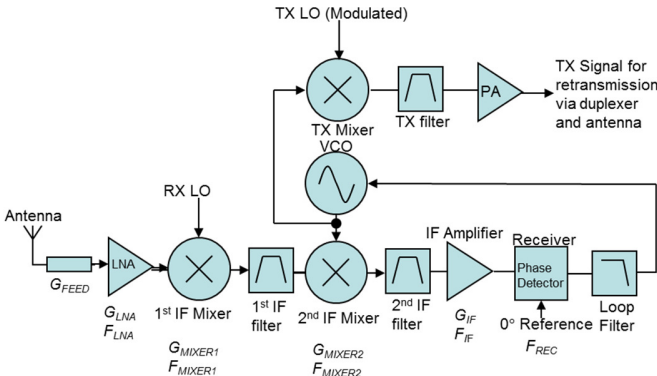 TX LO (Modulated)
TX Mixer
TX filter
PA
TX Signal for
retransmission
via duplexer
and antenna
VCO
RX LO
Antenna
G_FEED
LNA
G_LNA
F_LNA
1st IF Mixer
G_MIXER1
F_MIXER1
1st IF
filter
2nd IF Mixer
G_MIXER2
F_MIXER2
2nd IF
filter
IF Amplifier
G_IF
F_IF
Receiver
Phase
Detector
0° Reference
F_REC
Loop
Filter